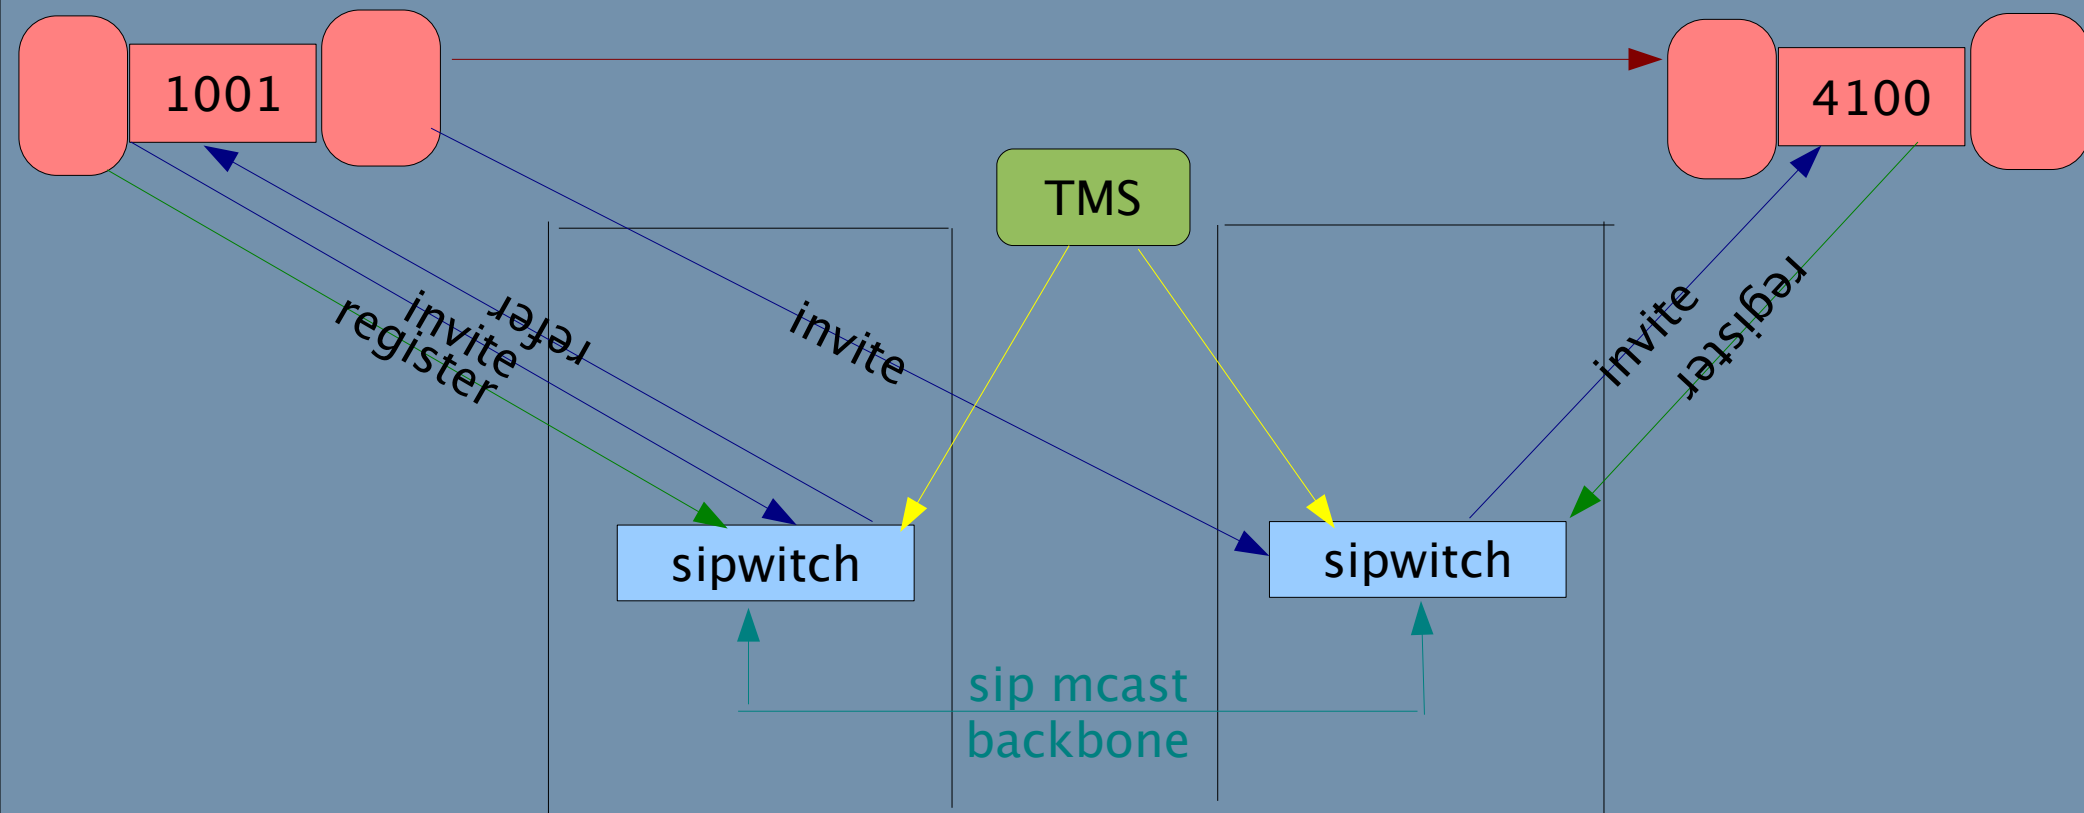 1001
4100
TMS
register
invite
refer
invite
invite
register
sipwitch
sipwitch
sip mcast
backbone